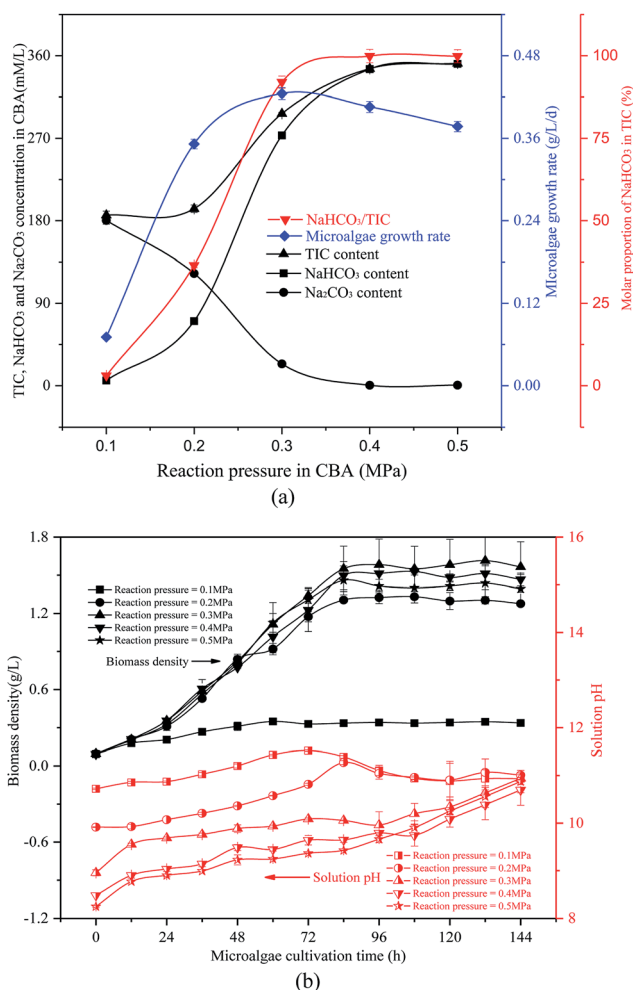 TIC, NaHCO₃ and Na₂CO₃ concentration in CBA(mM/L)
360
270
180
90
0
0.1 0.2 0.3 0.4 0.5
Reaction pressure in CBA (MPa)
NaHCO₃/TIC
Microalgae growth rate
TIC content
NaHCO₃ content
Na₂CO₃ content
0.48
0.36
0.24
0.12
0.00
MIcroalgae growth rate (g/L/d)
100
75
50
25
0
Molar proportion of NaHCO₃ in TIC (%)
(a)
Biomass density(g/L)
1.8
1.2
0.6
0.0
-0.6
-1.2
Reaction pressure = 0.1MPa
Reaction pressure = 0.2MPa
Reaction pressure = 0.3MPa
Reaction pressure = 0.4MPa
Reaction pressure = 0.5MPa
Biomass density
16
14
12
10
8
Solution pH
Solution pH
Reaction pressure = 0.1MPa
Reaction pressure = 0.2MPa
Reaction pressure = 0.3MPa
Reaction pressure = 0.4MPa
Reaction pressure = 0.5MPa
0 24 48 72 96 120 144
Microalgae cultivation time (h)
(b)